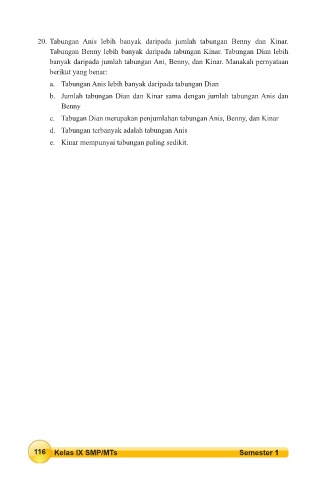 20. Tabungan Anis lebih banyak daripada jumlah tabungan Benny dan Kinar.
Tabungan Benny lebih banyak daripada tabungan Kinar. Tabungan Dian lebih
banyak daripada jumlah tabungan Ani, Benny, dan Kinar. Manakah pernyataan
berikut yang benar:
a. Tabungan Anis lebih banyak daripada tabungan Dian
b. Jumlah tabungan Dian dan Kinar sama dengan jumlah tabungan Anis dan
Benny
c. Tabugan Dian merupakan penjumlahan tabungan Anis, Benny, dan Kinar
d. Tabungan terbanyak adalah tabungan Anis
e. Kinar mempunyai tabungan paling sedikit.
116 Kelas IX SMP/MTs Semester 1